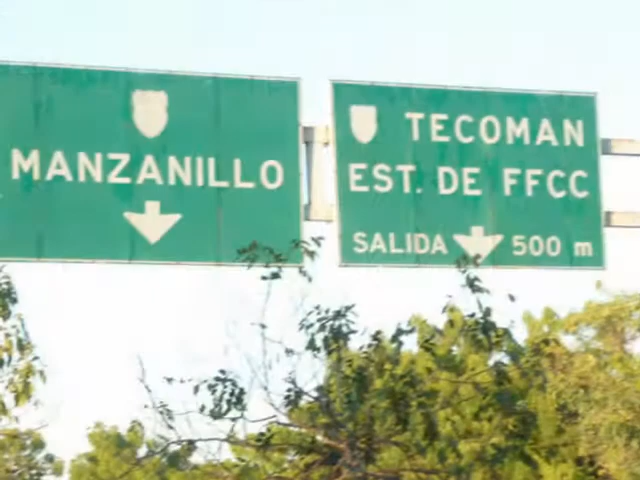 MANZANILLO
TECOMAN
EST. DE FFCC
SALIDA 500 m